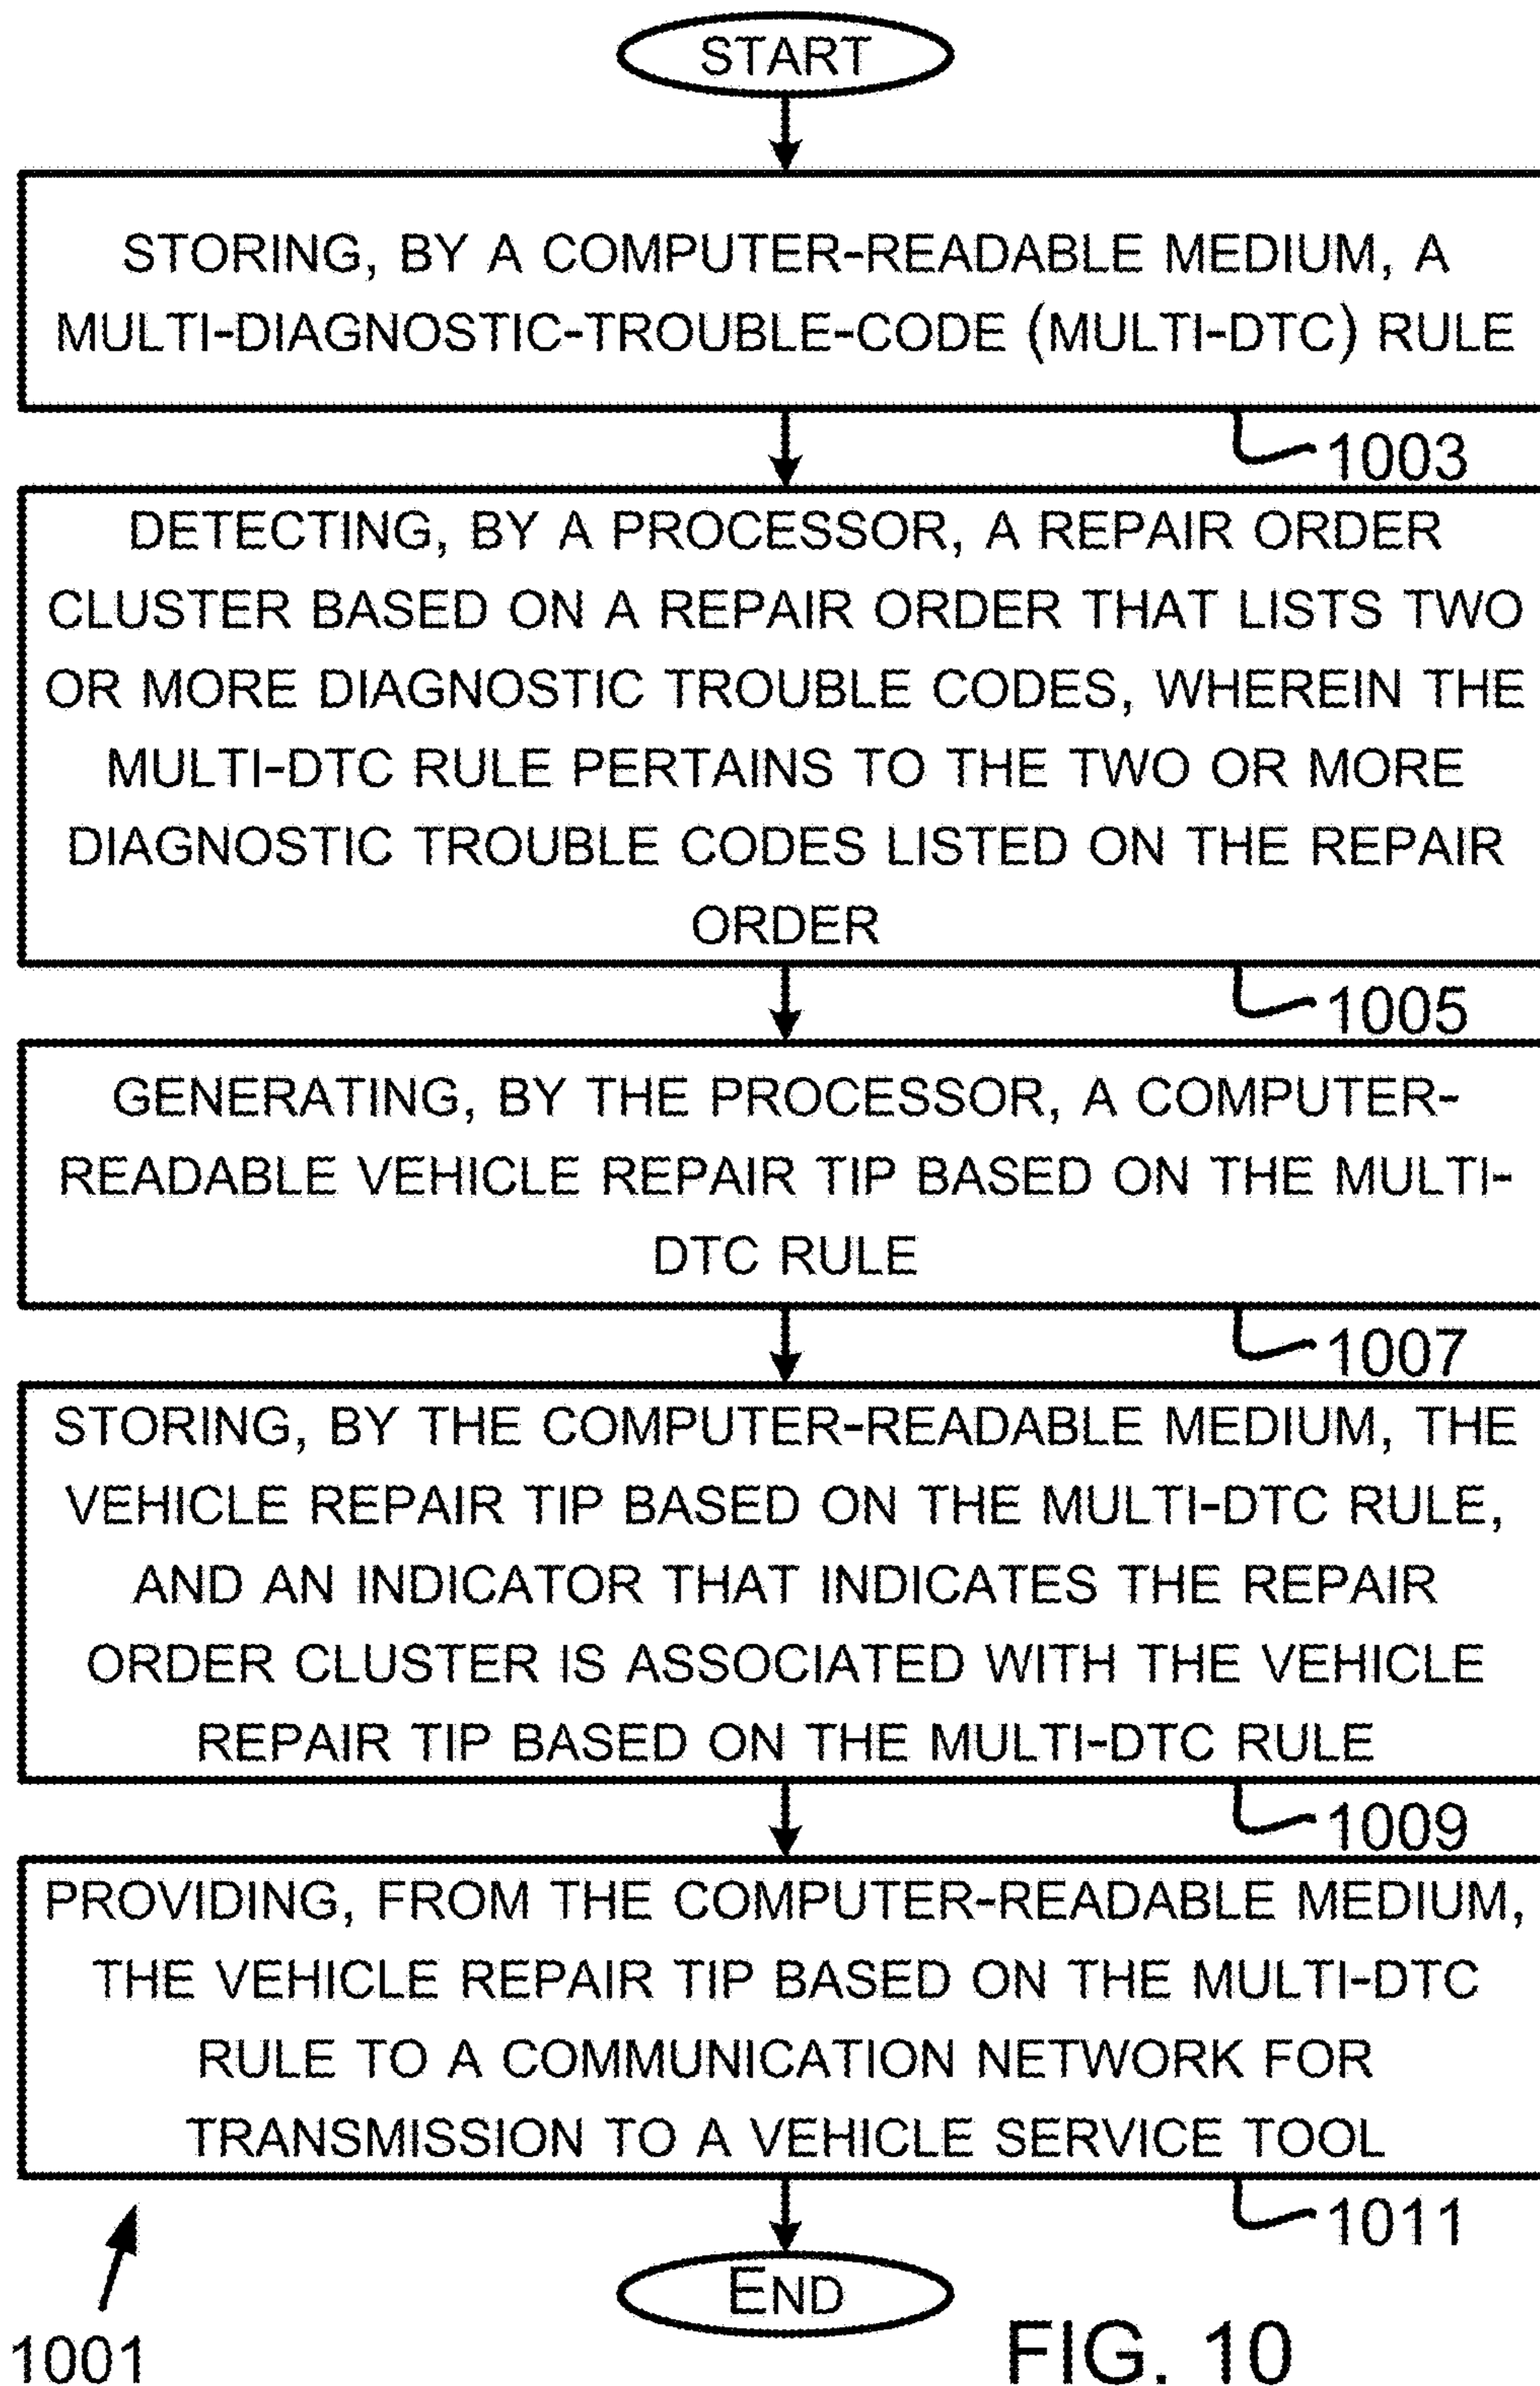 START
STORING, BY A COMPUTER-READABLE MEDIUM, A
MULTI-DIAGNOSTIC-TROUBLE-CODE (MULTI-DTC) RULE
1003
DETECTING, BY A PROCESSOR, A REPAIR ORDER
CLUSTER BASED ON A REPAIR ORDER THAT LISTS TWO
OR MORE DIAGNOSTIC TROUBLE CODES, WHEREIN THE
MULTI-DTC RULE PERTAINS TO THE TWO OR MORE
DIAGNOSTIC TROUBLE CODES LISTED ON THE REPAIR
ORDER
1005
GENERATING, BY THE PROCESSOR, A COMPUTER-
READABLE VEHICLE REPAIR TIP BASED ON THE MULTI-
DTC RULE
1007
STORING, BY THE COMPUTER-READABLE MEDIUM, THE
VEHICLE REPAIR TIP BASED ON THE MULTI-DTC RULE,
AND AN INDICATOR THAT INDICATES THE REPAIR
ORDER CLUSTER IS ASSOCIATED WITH THE VEHICLE
REPAIR TIP BASED ON THE MULTI-DTC RULE
1009
PROVIDING, FROM THE COMPUTER-READABLE MEDIUM,
THE VEHICLE REPAIR TIP BASED ON THE MULTI-DTC
RULE TO A COMMUNICATION NETWORK FOR
TRANSMISSION TO A VEHICLE SERVICE TOOL
1011
END
1001
FIG. 10